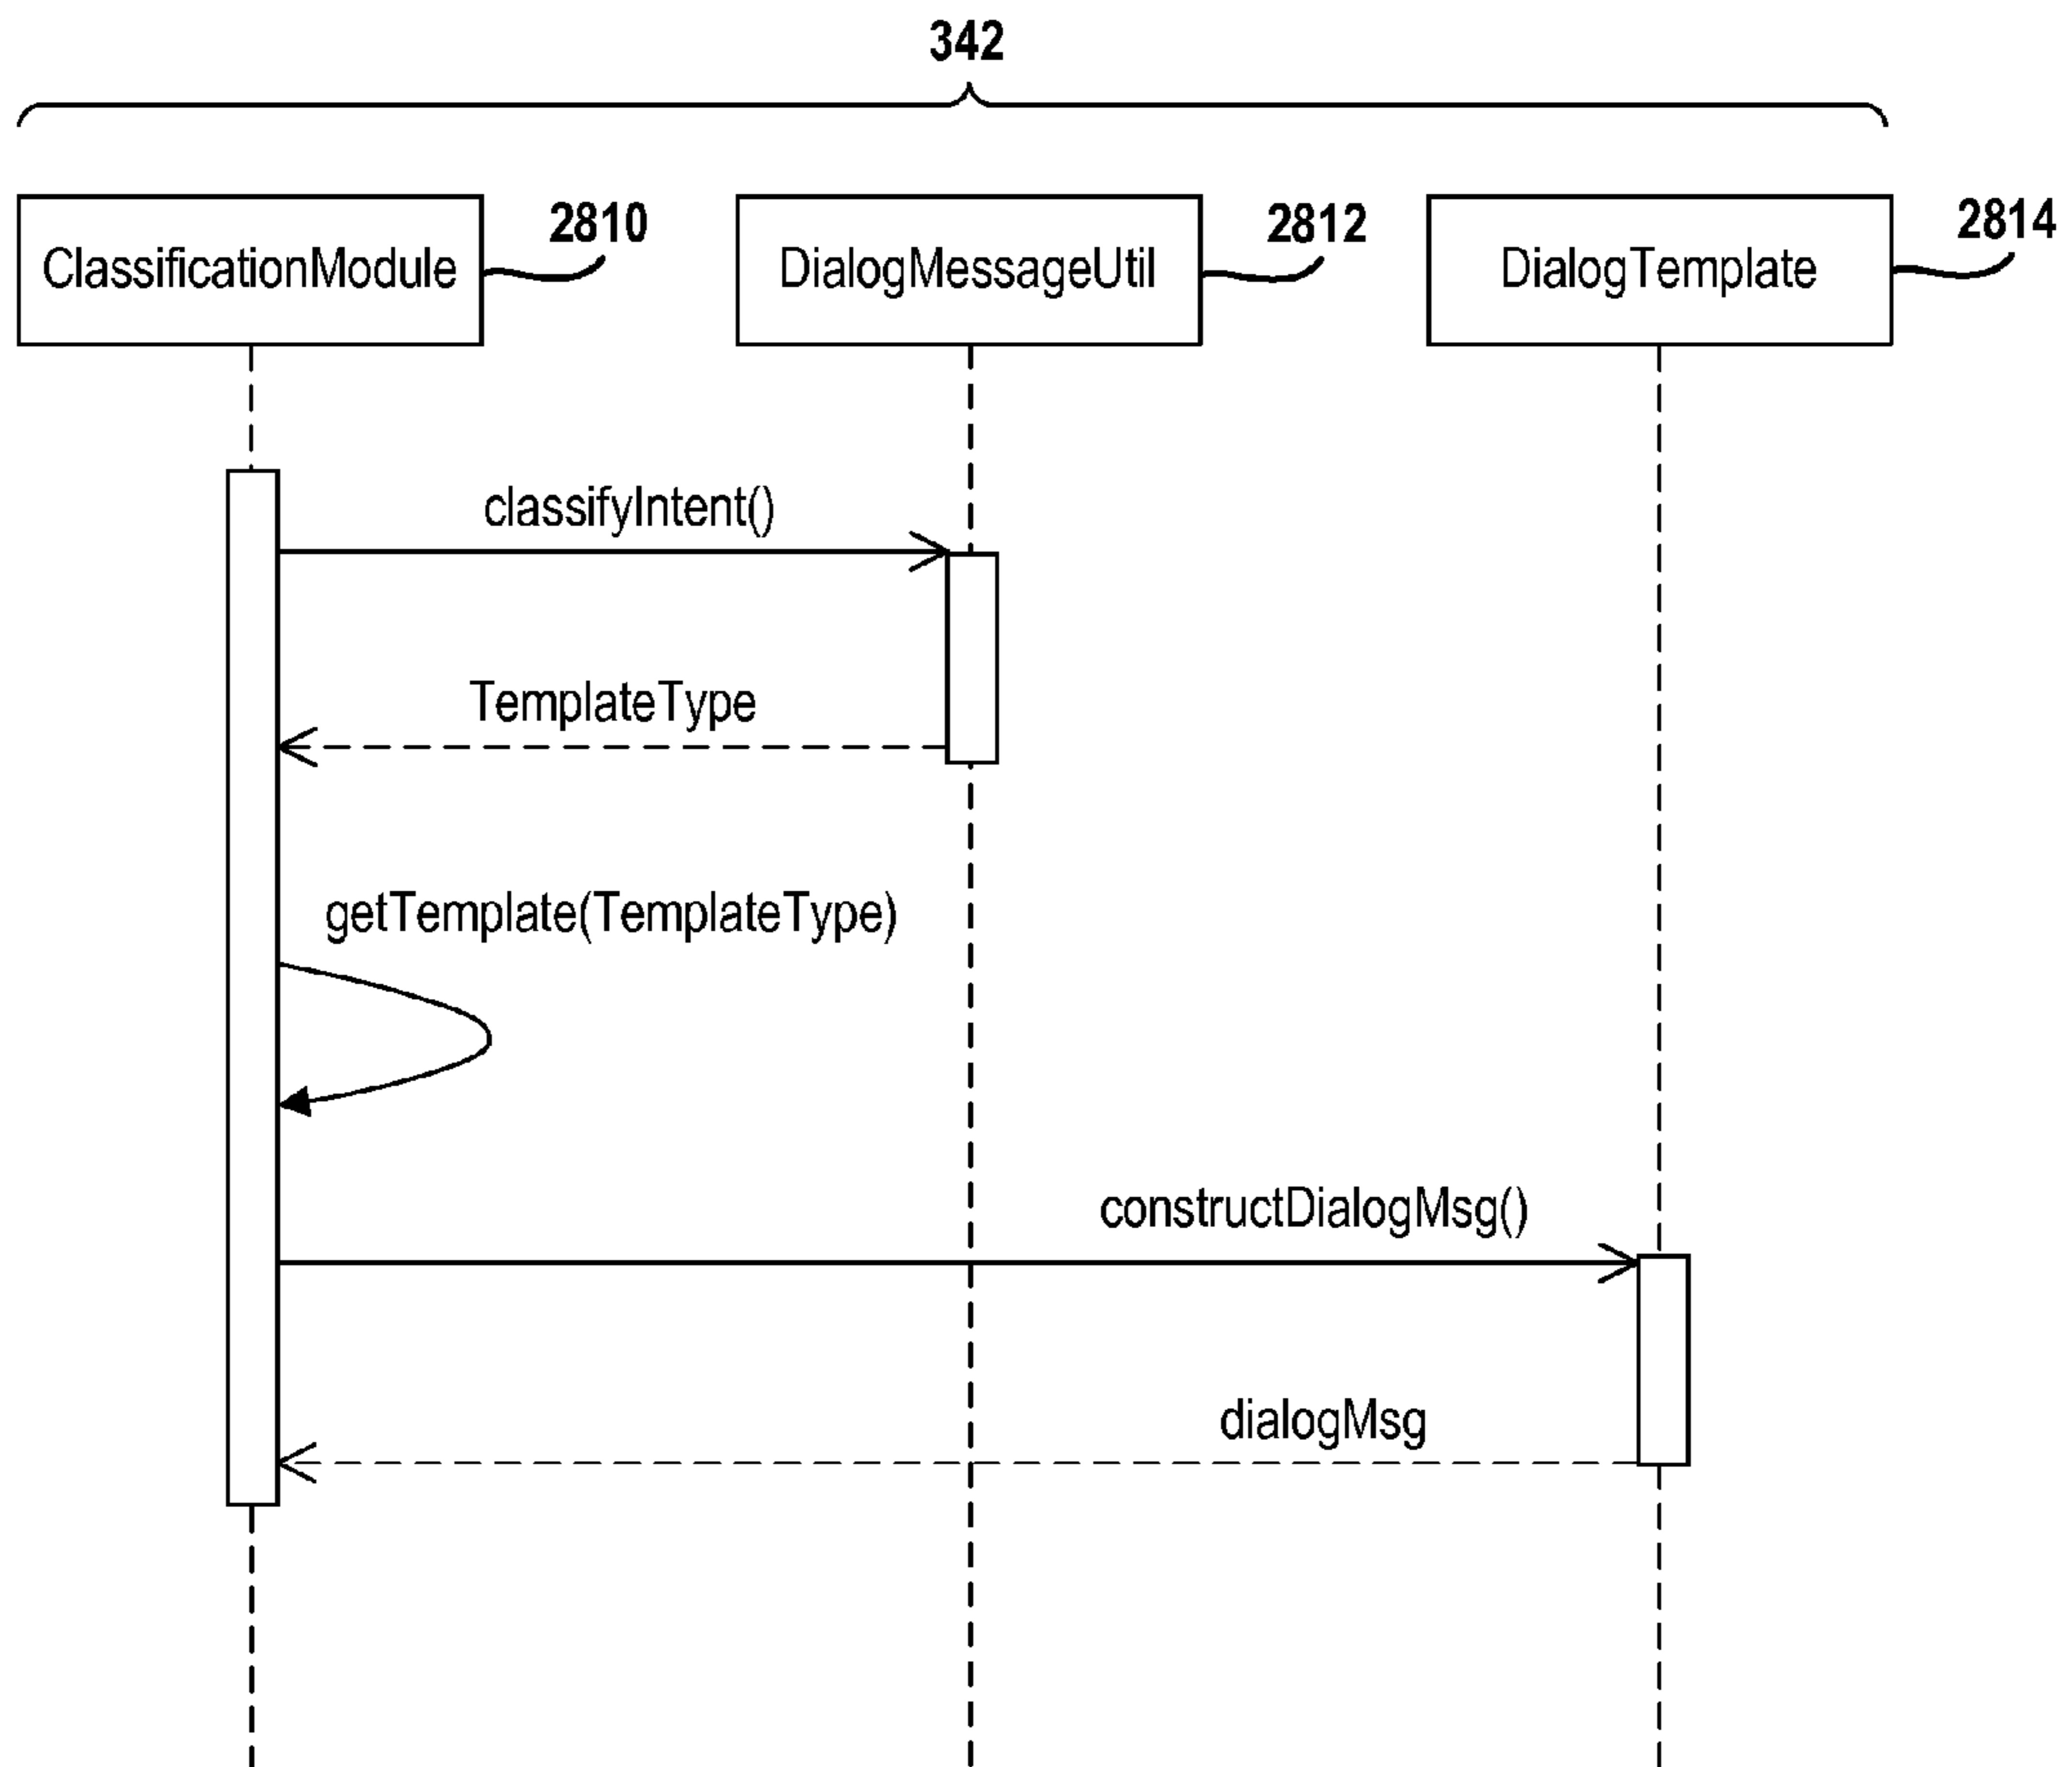 342
ClassificationModule
2810
DialogMessageUtil
2812
DialogTemplate
2814
classifyIntent()
TemplateType
getTemplate(TemplateType)
constructDialogMsg()
dialogMsg